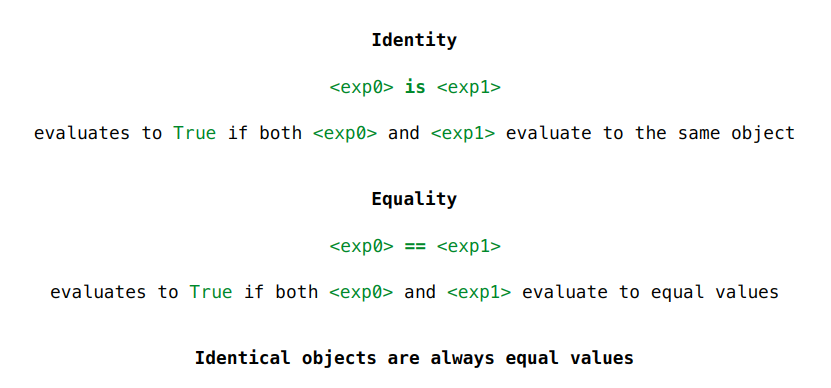 Identity
<exp0> is <exp1>
evaluates to True if both <exp0> and <exp1> evaluate to the same object
Equality
<exp0> == <exp1>
evaluates to True if both <exp0> and <exp1> evaluate to equal values
Identical objects are always equal values